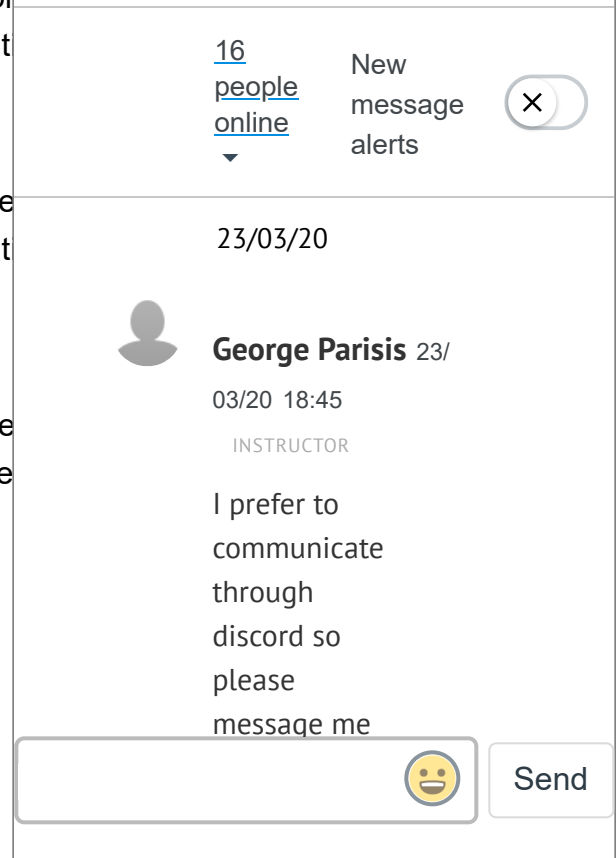 16
people
online
New
message
alerts
23/03/20
George Parisis 23/
03/20 18:45
INSTRUCTOR
I prefer to
communicate
through
discord so
please
message me
Send